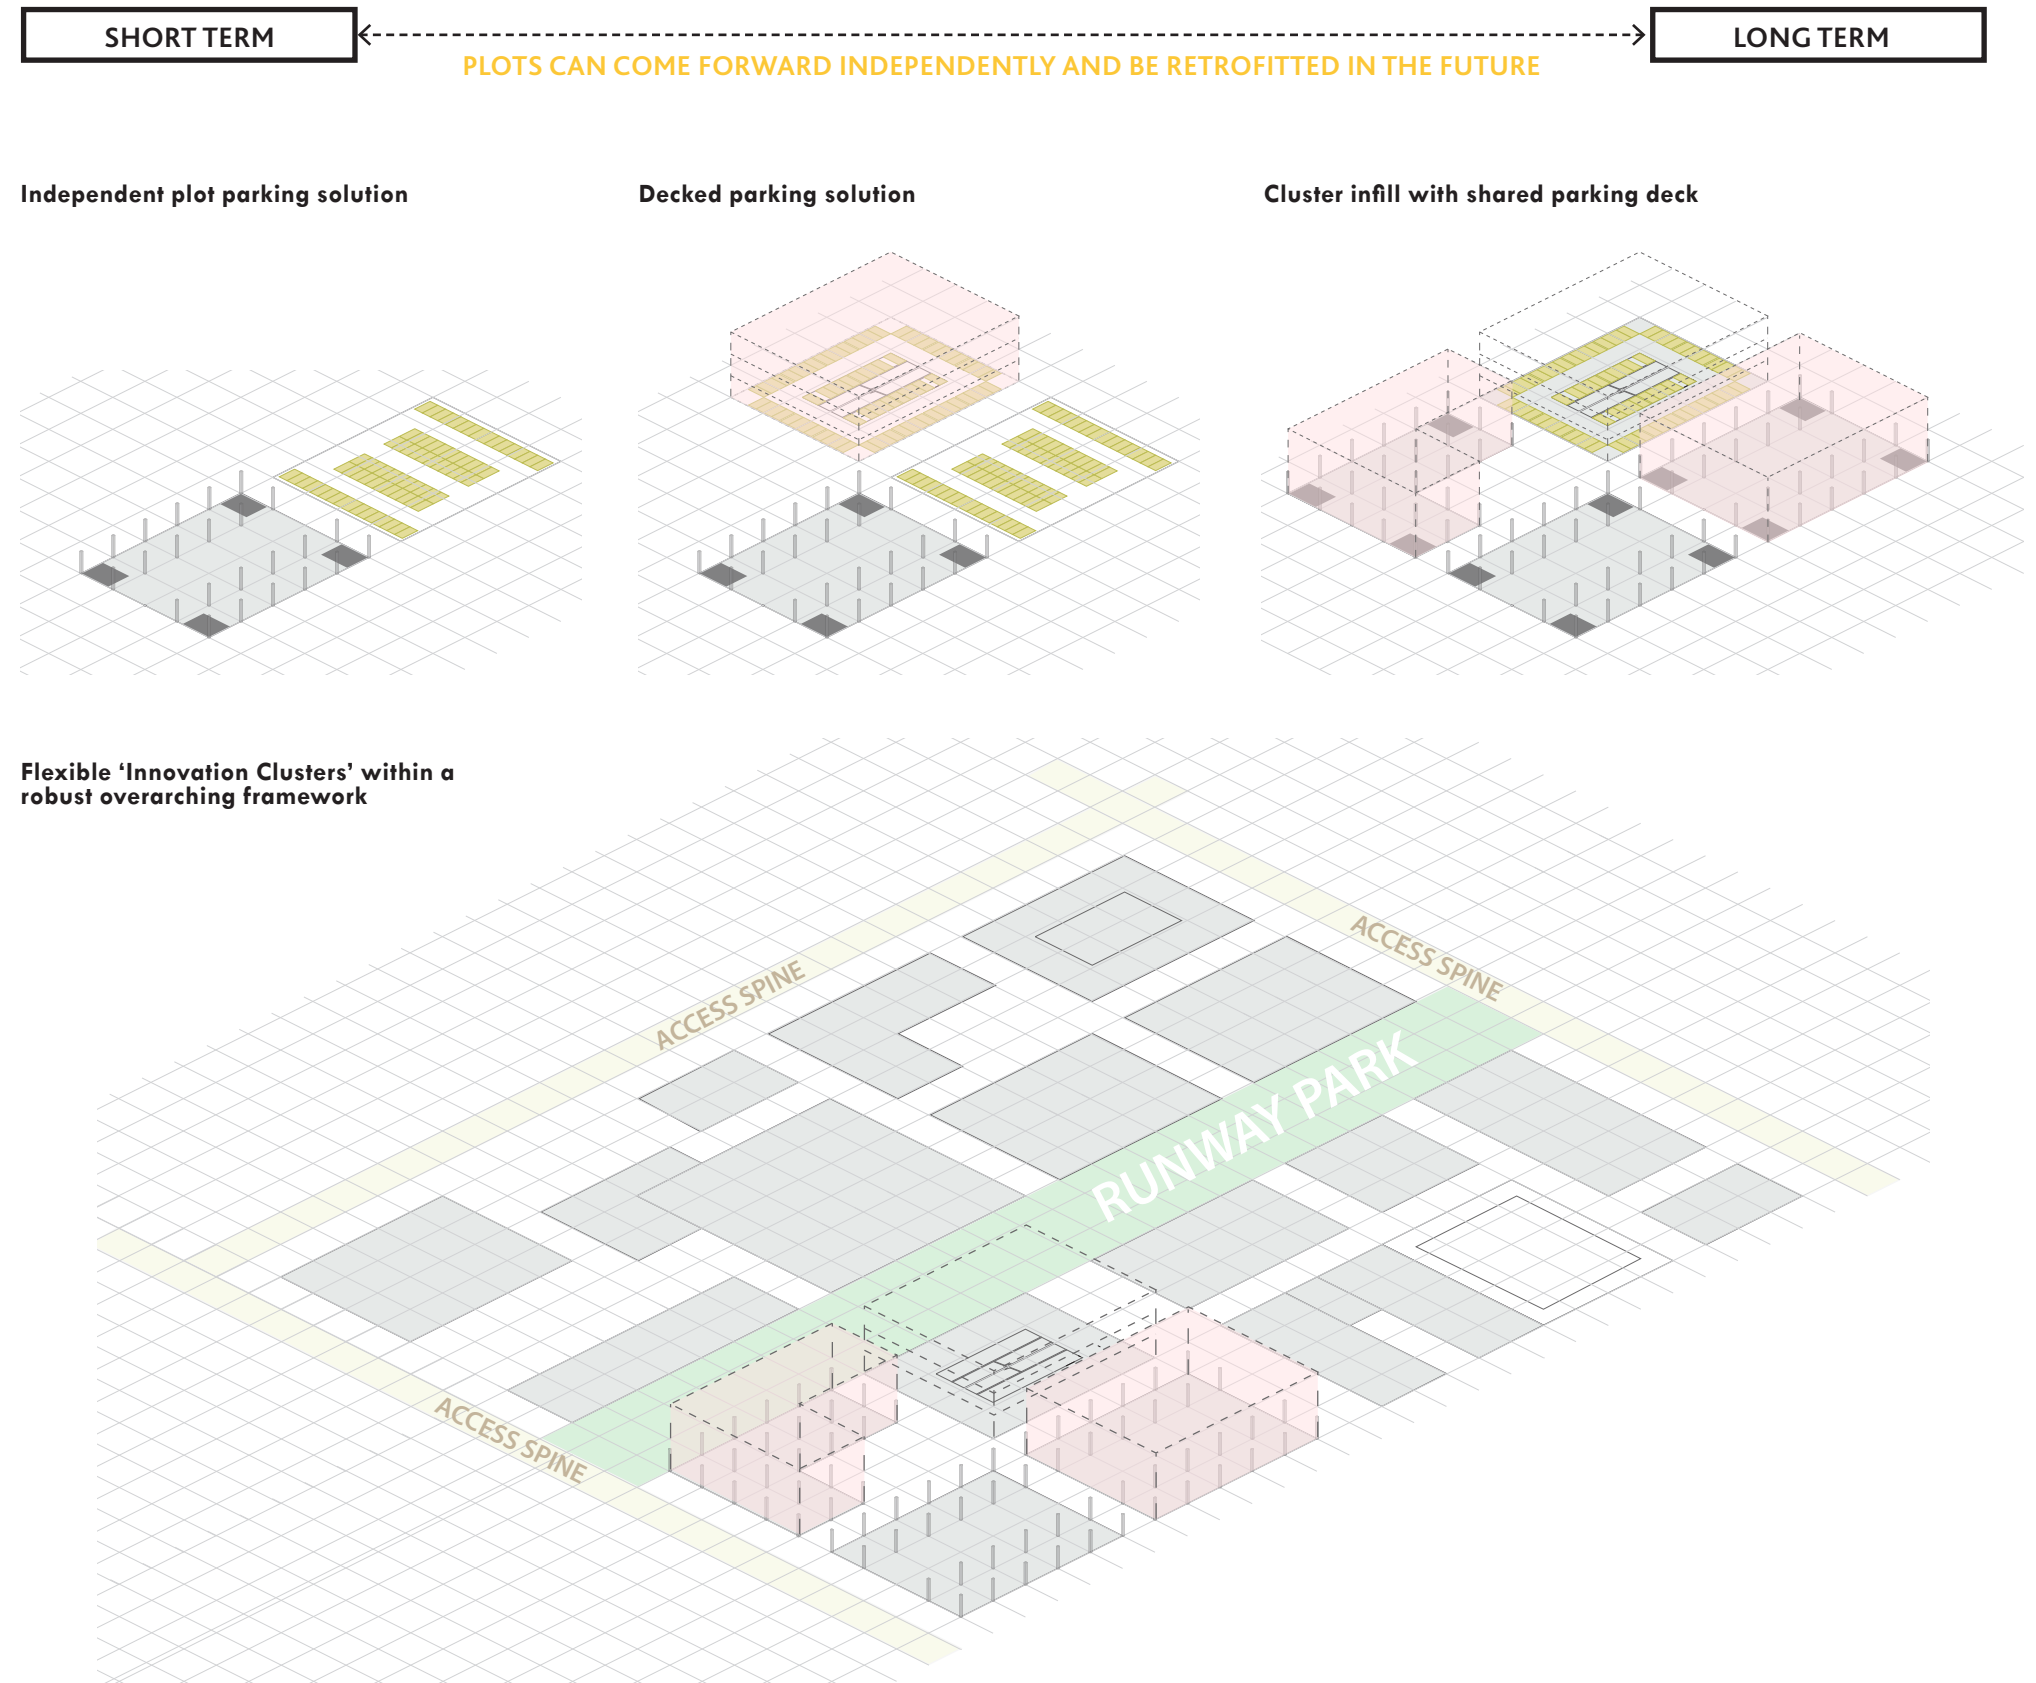 SHORT TERM
LONG TERM
PLOTS CAN COME FORWARD INDEPENDENTLY AND BE RETROFITTED IN THE FUTURE
Independent plot parking solution
Decked parking solution
Cluster infill with shared parking deck
Flexible ‘Innovation Clusters’ within a
robust overarching framework
ACCESS SPINE
ACCESS SPINE
RUNWAY PARK
ACCESS SPINE